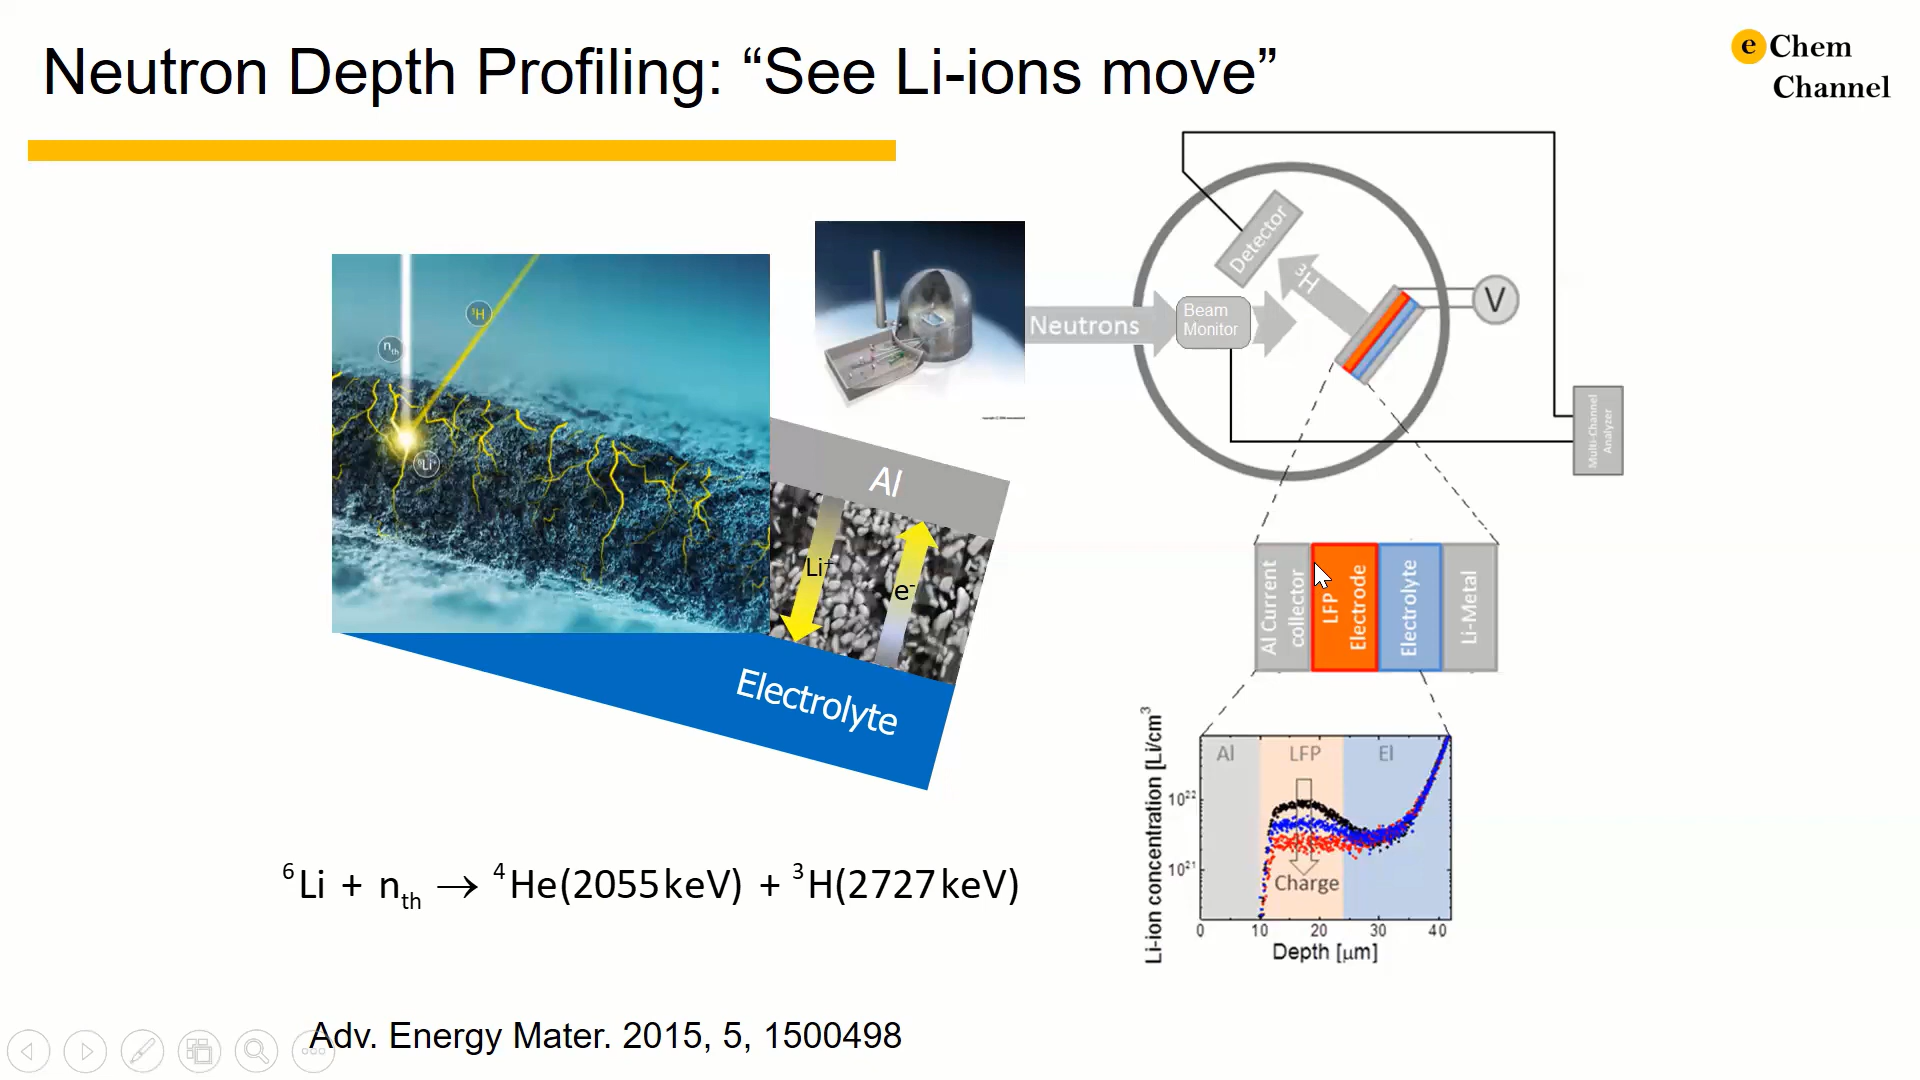 Neutron Depth Profiling: “See Li-ions move”
e Chem
Channel
³H
nth
⁶Li
Al
Li⁺
e⁻
Electrolyte
Neutrons
Beam
Monitor
Detector
³H
V
Multi-Channel
Analyzer
Al Current
collector
LFP
Electrode
Electrolyte
Li-Metal
Li-ion concentration [Li/cm³
Al
LFP
El
10²²
10²¹
Charge
0 10 20 30 40
Depth [μm]
⁶Li + nth → ⁴He(2055keV) + ³H(2727keV)
Adv. Energy Mater. 2015, 5, 1500498